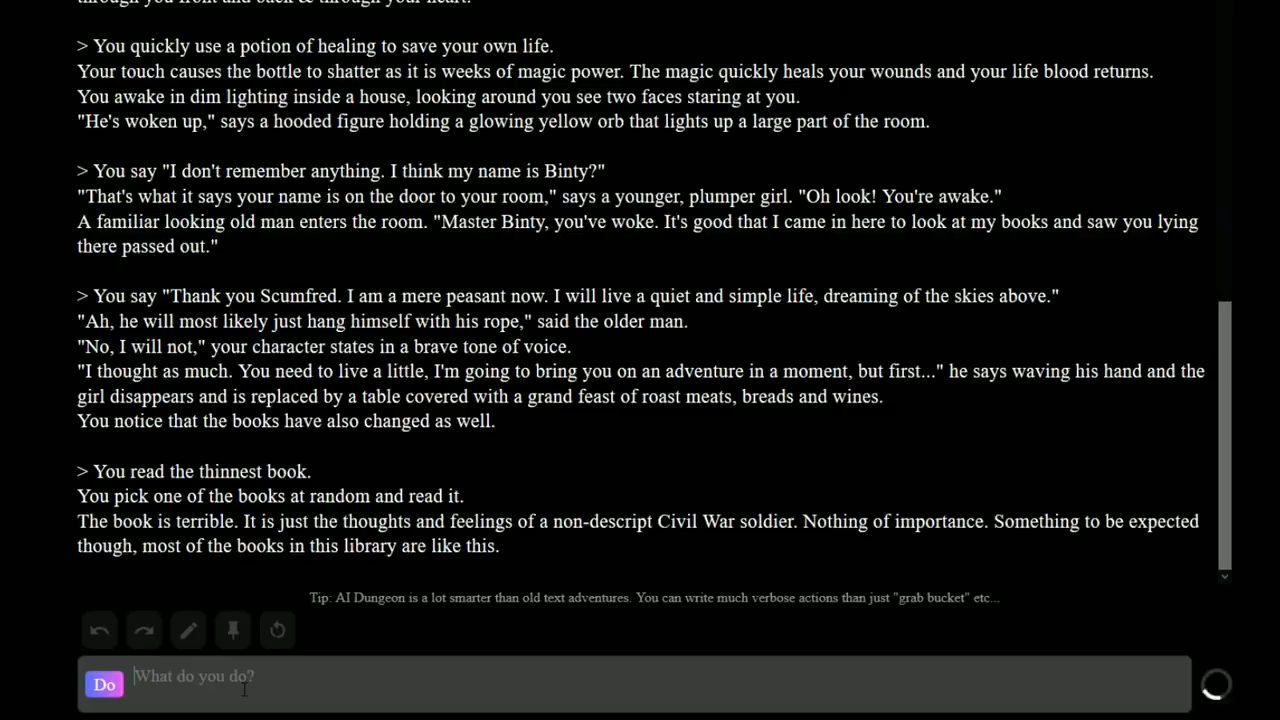 > You quickly use a potion of healing to save your own life.
Your touch causes the bottle to shatter as it is weeks of magic power. The magic quickly heals your wounds and your life blood returns.
You awake in dim lighting inside a house, looking around you see two faces staring at you.
"He's woken up," says a hooded figure holding a glowing yellow orb that lights up a large part of the room.
> You say "I don't remember anything. I think my name is Binty?"
"That's what it says your name is on the door to your room," says a younger, plumper girl. "Oh look! You're awake."
A familiar looking old man enters the room. "Master Binty, you've woke. It's good that I came in here to look at my books and saw you lying
there passed out."
> You say "Thank you Scumfred. I am a mere peasant now. I will live a quiet and simple life, dreaming of the skies above."
"Ah, he will most likely just hang himself with his rope," said the older man.
"No, I will not," your character states in a brave tone of voice.
"I thought as much. You need to live a little, I'm going to bring you on an adventure in a moment, but first..." he says waving his hand and the
girl disappears and is replaced by a table covered with a grand feast of roast meats, breads and wines.
You notice that the books have also changed as well.
> You read the thinnest book.
You pick one of the books at random and read it.
The book is terrible. It is just the thoughts and feelings of a non-descript Civil War soldier. Nothing of importance. Something to be expected
though, most of the books in this library are like this.
Tip: AI Dungeon is a lot smarter than old text adventures. You can write much verbose actions than just "grab bucket" etc...
Do What do you do?